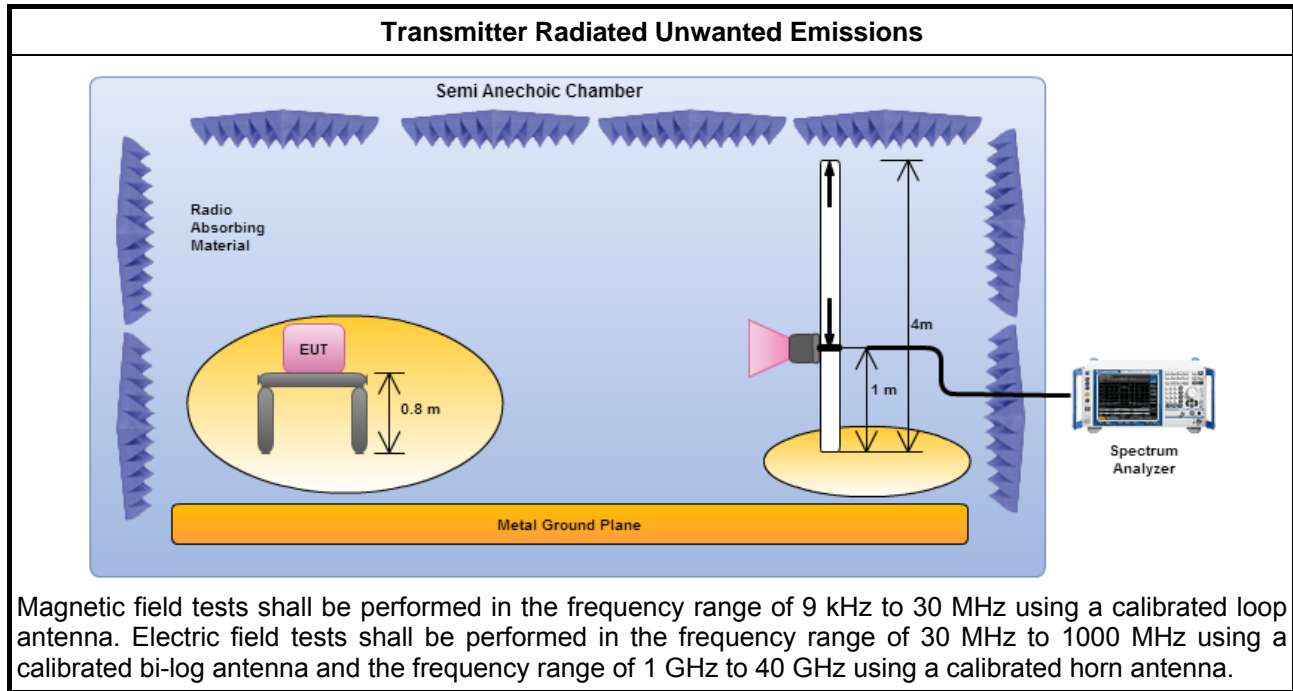 Transmitter Radiated Unwanted Emissions
Semi Anechoic Chamber
Radio
Absorbing
Material
EUT
0.8 m
4m
1 m
Spectrum
Analyzer
Metal Ground Plane
Magnetic field tests shall be performed in the frequency range of 9 kHz to 30 MHz using a calibrated loop
antenna. Electric field tests shall be performed in the frequency range of 30 MHz to 1000 MHz using a
calibrated bi-log antenna and the frequency range of 1 GHz to 40 GHz using a calibrated horn antenna.